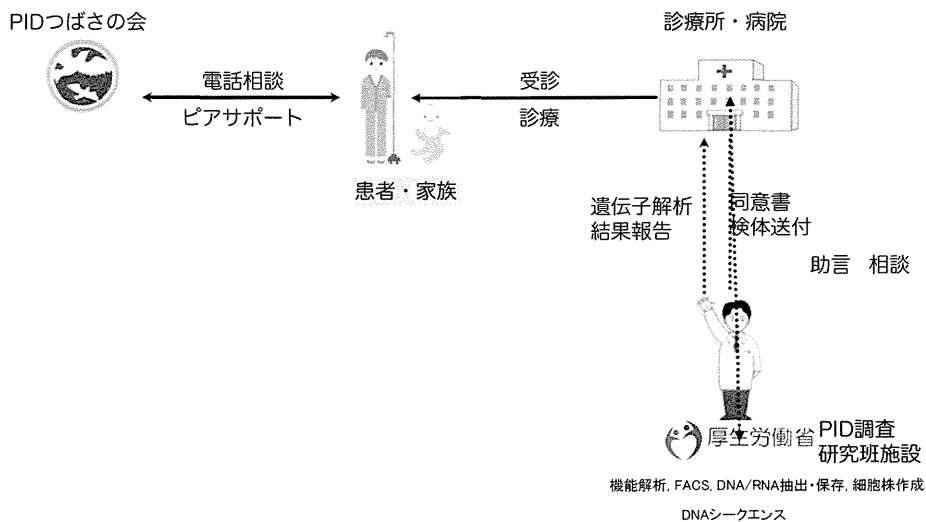 PIDつばさの会
診療所・病院
電話相談
ピアサポート
受診
診療
患者・家族
遺伝子解析
結果報告
同意書
検体送付
助言 相談
厚生労働省
PID調査
研究班施設
機能解析, FACS, DNA/RNA抽出・保存, 細胞株作成
DNAシークエンス